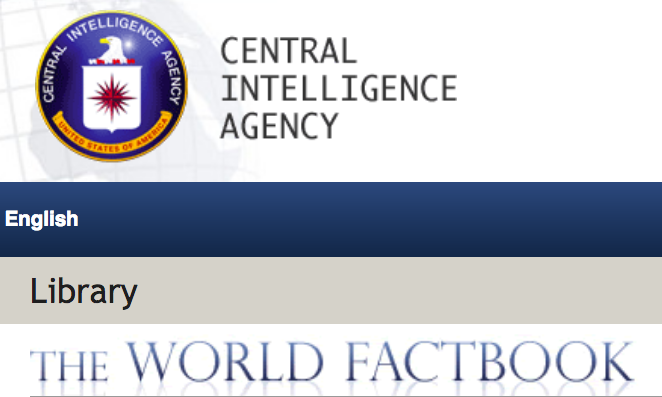 CENTRAL INTELLIGENCE AGENCY
UNITED STATES OF AMERICA
CENTRAL
INTELLIGENCE
AGENCY
English
Library
THE WORLD FACTBOOK